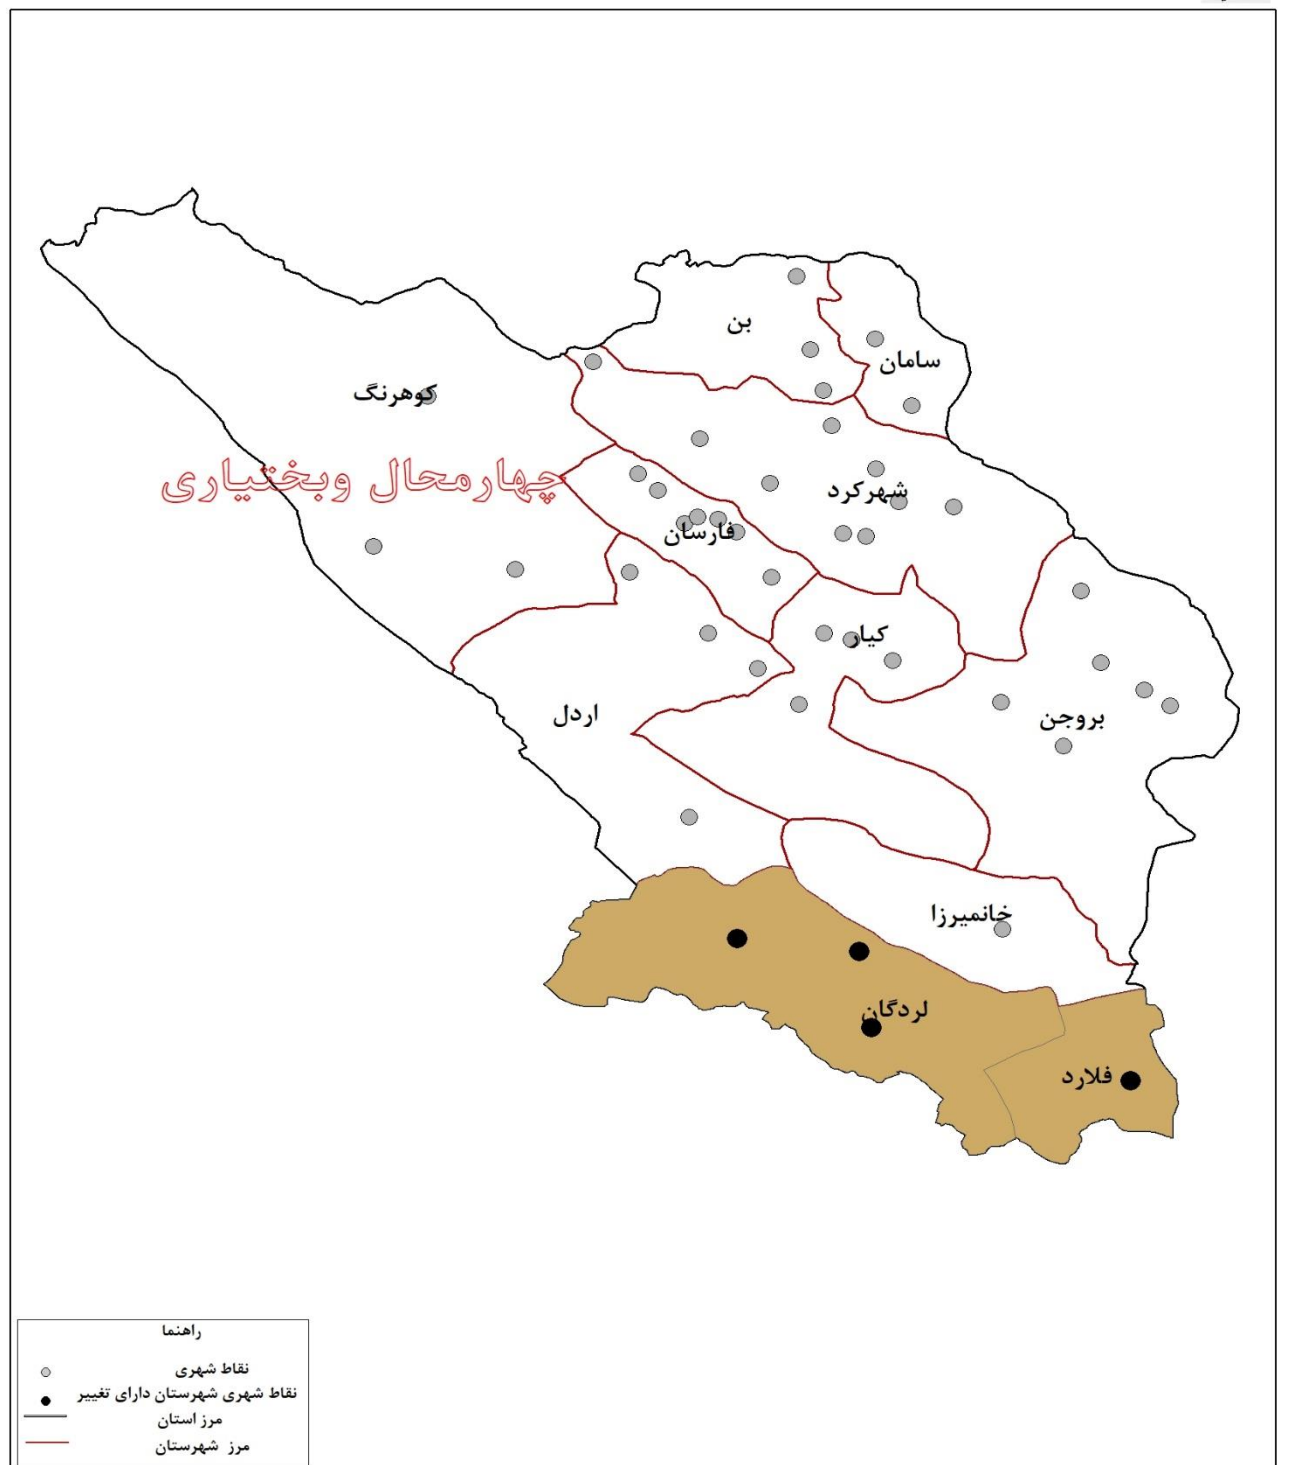 بن
سامان
کوهرنگ
چهارمحال وبختیاری
شهرکرد
فارسان
کیار
اردل
بروجن
خانمیرزا
لردگان
فلارد
راهنما
نقاط شهری
نقاط شهری شهرستان دارای تغییر
مرز استان
مرز شهرستان